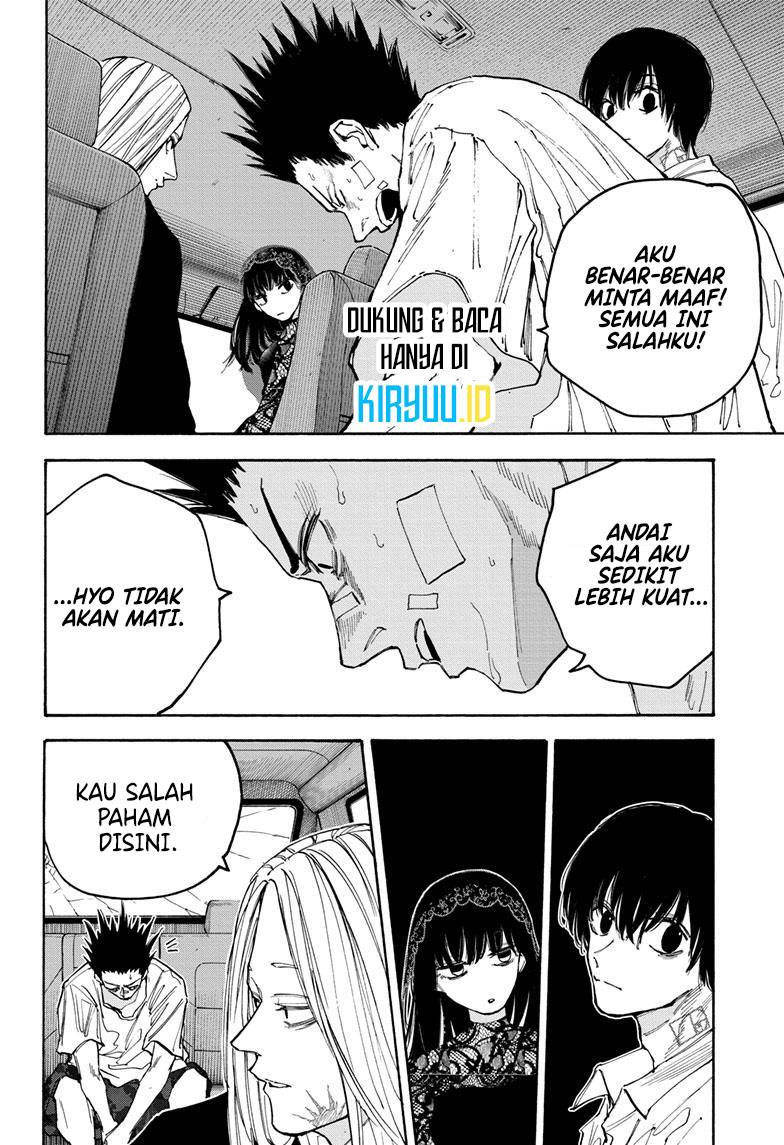 AKU
BENAR-BENAR
MINTA MAAF!
SEMUA INI
SALAHKU!
DUKUNG & BACA
HANYA DI
KIRYUU.ID
ANDAI
SAJA AKU
SEDIKIT
LEBIH KUAT...
...HYO TIDAK
AKAN MATI.
KAU SALAH
PAHAM
DISINI.